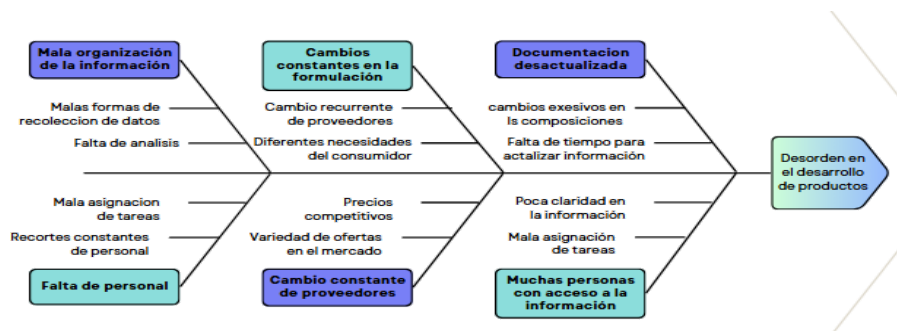 Mala organización
de la información
Malas formas de
recoleccion de datos
Falta de analisis
Cambios
constantes en la
formulación
Cambio recurrente
de proveedores
Diferentes necesidades
del consumidor
Documentacion
desactualizada
cambios exesivos en
ls composiciones
Falta de tiempo para
actalizar información
Desorden en
el desarrollo
de productos
Mala asignacion
de tareas
Recortes constantes
de personal
Falta de personal
Precios
competitivos
Variedad de ofertas
en el mercado
Cambio constante
de proveedores
Poca claridad en
la información
Mala asignación
de tareas
Muchas personas
con acceso a la
información